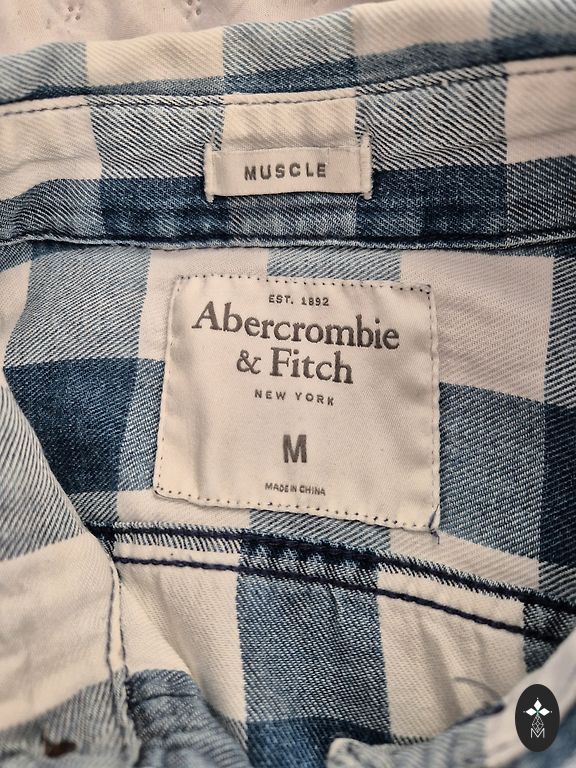 MUSCLE
EST. 1892
Abercrombie
& Fitch
NEW YORK
M
MADE IN CHINA
M